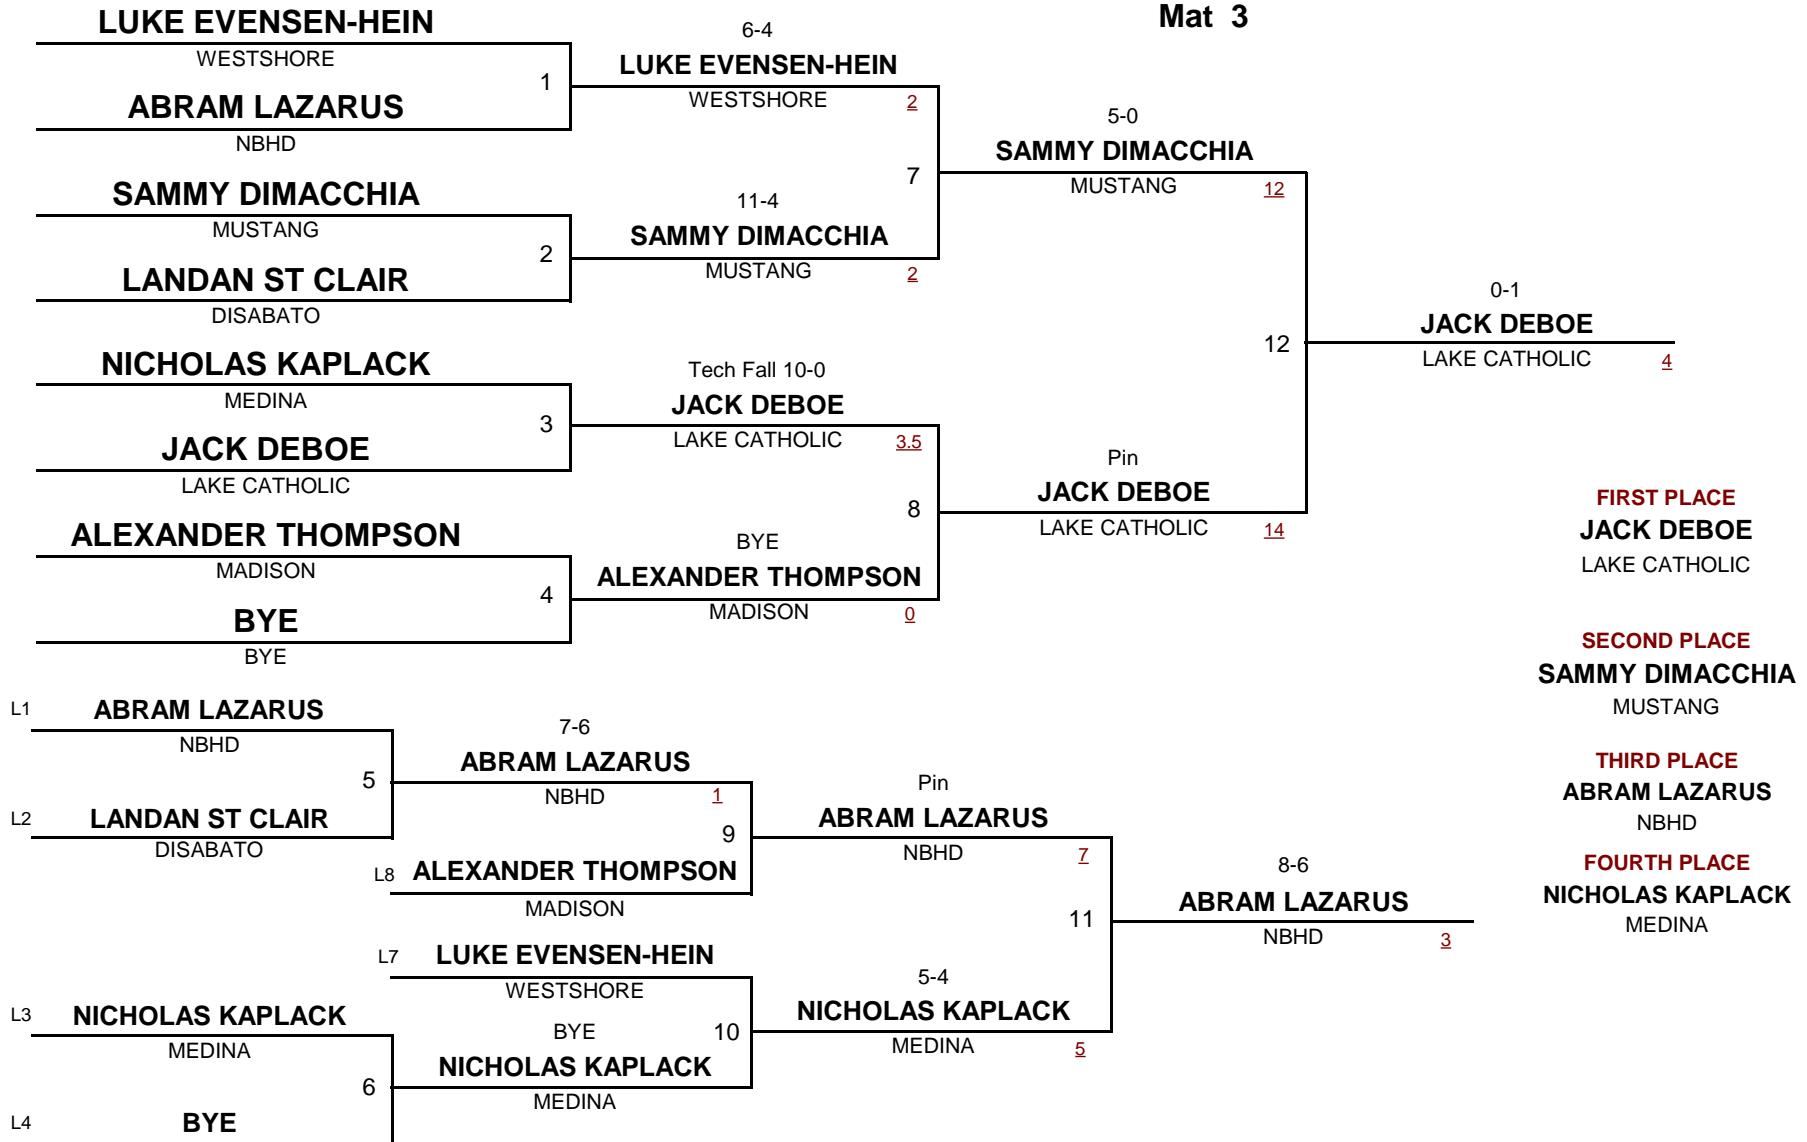 Mat 3
LUKE EVENSEN-HEIN
WESTSHORE
1
ABRAM LAZARUS
NBHD
SAMMY DIMACCHIA
MUSTANG
2
LANDAN ST CLAIR
DISABATO
NICHOLAS KAPLACK
MEDINA
3
JACK DEBOE
LAKE CATHOLIC
ALEXANDER THOMPSON
MADISON
4
BYE
BYE
6-4
LUKE EVENSEN-HEIN
WESTSHORE 2
7
11-4
SAMMY DIMACCHIA
MUSTANG 2
Tech Fall 10-0
JACK DEBOE
LAKE CATHOLIC 3.5
8
BYE
ALEXANDER THOMPSON
MADISON 0
5-0
SAMMY DIMACCHIA
MUSTANG 12
12
Pin
JACK DEBOE
LAKE CATHOLIC 14
0-1
JACK DEBOE
LAKE CATHOLIC 4
FIRST PLACE
JACK DEBOE
LAKE CATHOLIC
SECOND PLACE
SAMMY DIMACCHIA
MUSTANG
THIRD PLACE
ABRAM LAZARUS
NBHD
FOURTH PLACE
NICHOLAS KAPLACK
MEDINA
L1 ABRAM LAZARUS
NBHD
5
L2 LANDAN ST CLAIR
DISABATO
7-6
ABRAM LAZARUS
NBHD 1
9
L8 ALEXANDER THOMPSON
MADISON
L7 LUKE EVENSEN-HEIN
WESTSHORE
10
L3 NICHOLAS KAPLACK
MEDINA
6
L4 BYE
BYE
NICHOLAS KAPLACK
MEDINA
Pin
ABRAM LAZARUS
NBHD 7
11
5-4
NICHOLAS KAPLACK
MEDINA 5
8-6
ABRAM LAZARUS
NBHD 3